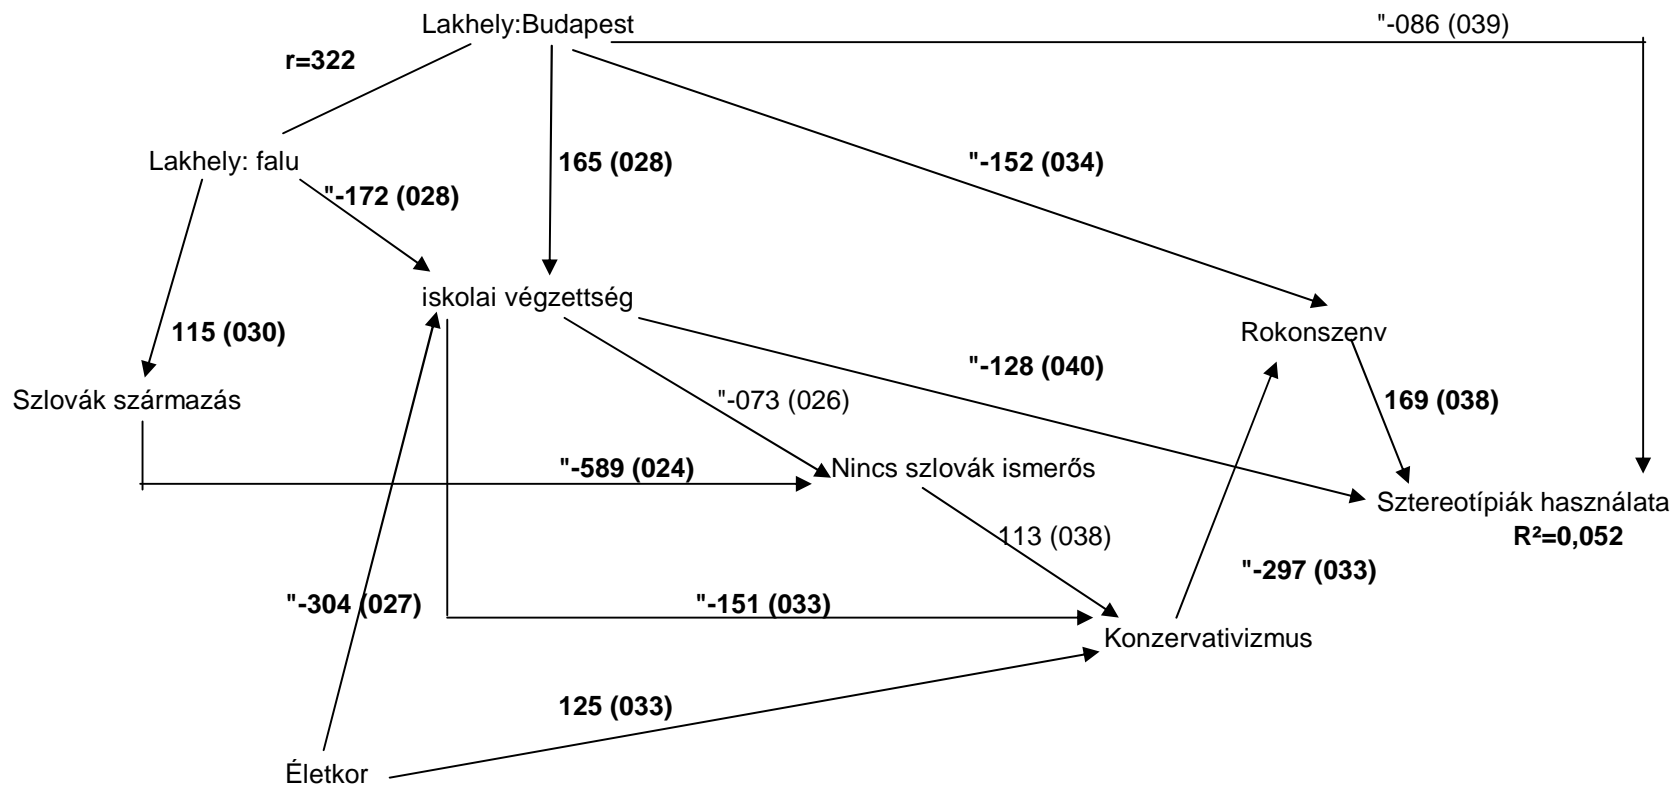 Lakhely:Budapest
"-086 (039)
r=322
Lakhely: falu
165 (028)
"-152 (034)
"-172 (028)
iskolai végzettség
115 (030)
Rokonszenv
"-128 (040)
Szlovák származás
"-073 (026)
169 (038)
"-589 (024)
Nincs szlovák ismerős
Sztereotípiák használata
R²=0,052
113 (038)
"-297 (033)
"-304 (027)
"-151 (033)
Konzervativizmus
125 (033)
Életkor